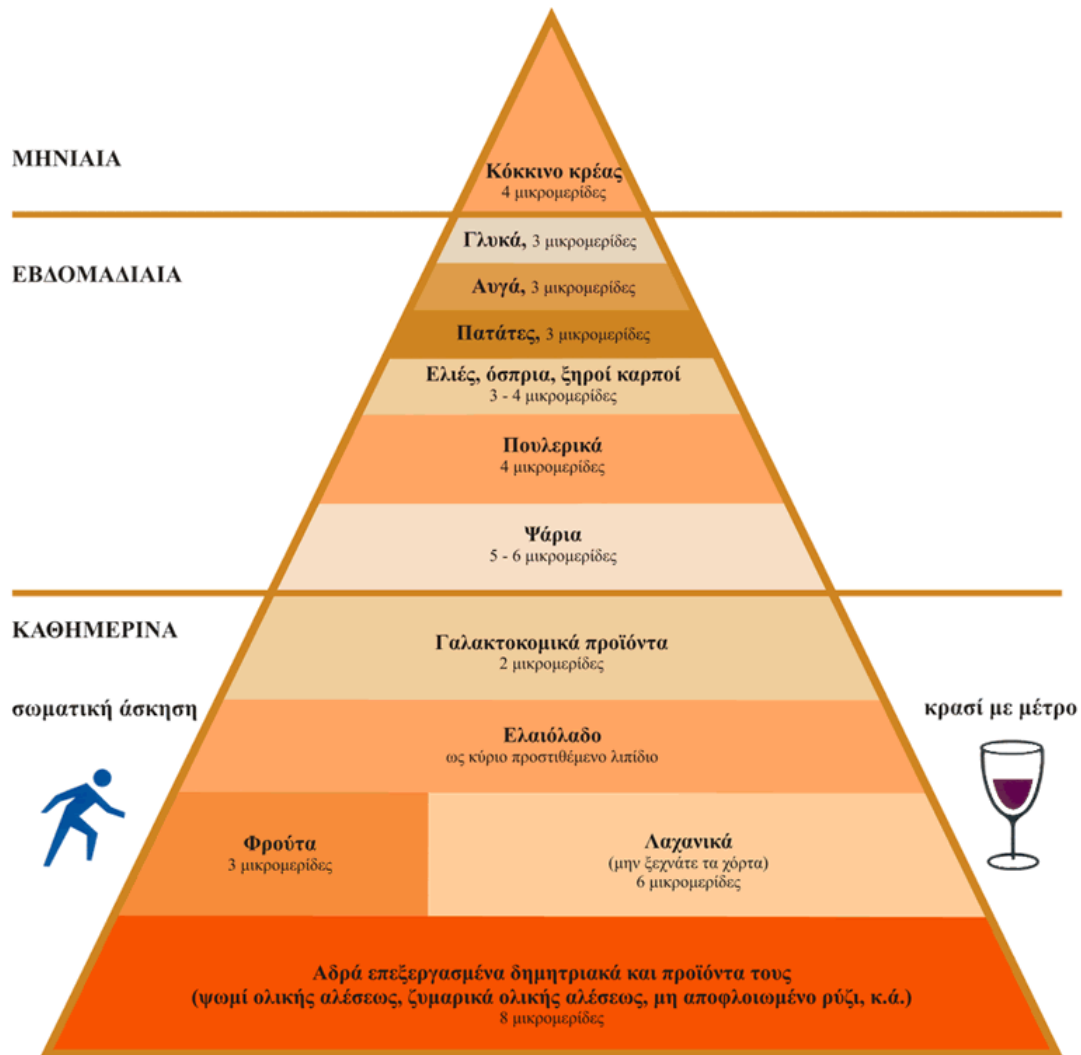 ΜΗΝΙΑΙΑ
Κόκκινο κρέας
4 μικρομερίδες
Γλυκά, 3 μικρομερίδες
ΕΒΔΟΜΑΔΙΑΙΑ
Αυγά, 3 μικρομερίδες
Πατάτες, 3 μικρομερίδες
Ελιές, όσπρια, ξηροί καρποί
3 - 4 μικρομερίδες
Πουλερικά
4 μικρομερίδες
Ψάρια
5 - 6 μικρομερίδες
ΚΑΘΗΜΕΡΙΝΑ
Γαλακτοκομικά προϊόντα
2 μικρομερίδες
σωματική άσκηση
κρασί με μέτρο
Ελαιόλαδο
ως κύριο προστιθέμενο λιπίδιο
Φρούτα
3 μικρομερίδες
Λαχανικά
(μην ξεχνάτε τα χόρτα)
6 μικρομερίδες
Αδρά επεξεργασμένα δημητριακά και προϊόντα τους
(ψωμί ολικής αλέσεως, ζυμαρικά ολικής αλέσεως, μη αποφλοιωμένο ρύζι, κ.ά.)
8 μικρομερίδες